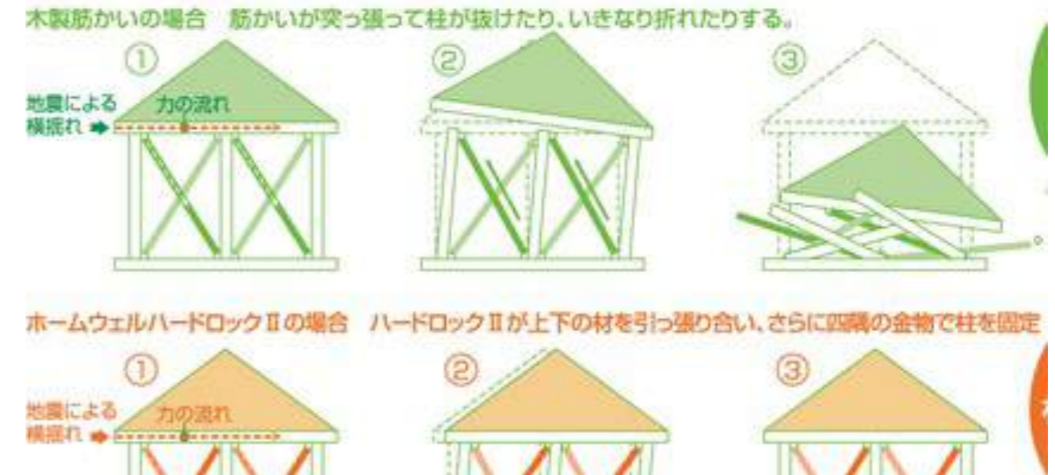 木製筋かいの場合 筋かいが突っ張って柱が抜けたり、いきなり折れたりする。
① ② ③
地震による 力の流れ
横揺れ
ホームウェルハードロックⅡの場合 ハードロックⅡが上下の材を引っ張り合い、さらに四隅の金物で柱を固定
① ② ③
地震による 力の流れ
横揺れ